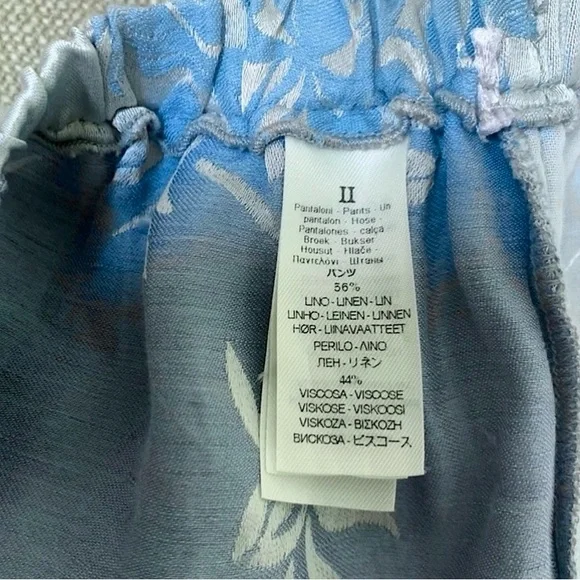 II
Pantaloni - Pants - Un
pantalon - Hose -
Pantalones - calça -
Broek - Bukser
Housut - Hlače -
Παντελόνι - Штаны
パンツ
56%
LINO - LINEN - LIN
LINHO - LEINEN - LINNEN
HØR - LIINAVAATTEET
PERILO - ΛΙΝΟ
ЛЕН - リネン
44%
VISCOSA - VISCOSE
VISKOSE - VISKOOSI
VISKOZA - ΒΙΣΚΟΖΗ
ВИСКОЗА - ビスコース